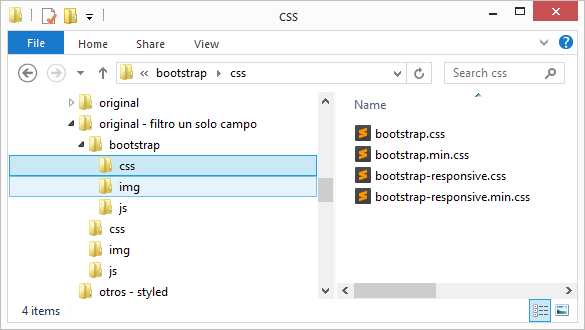 css
File Home Share View
« bootstrap css Search css
original
original - filtro un solo campo
bootstrap
css
img
js
css
img
js
otros - styled
Name
bootstrap.css
bootstrap.min.css
bootstrap-responsive.css
bootstrap-responsive.min.css
4 items